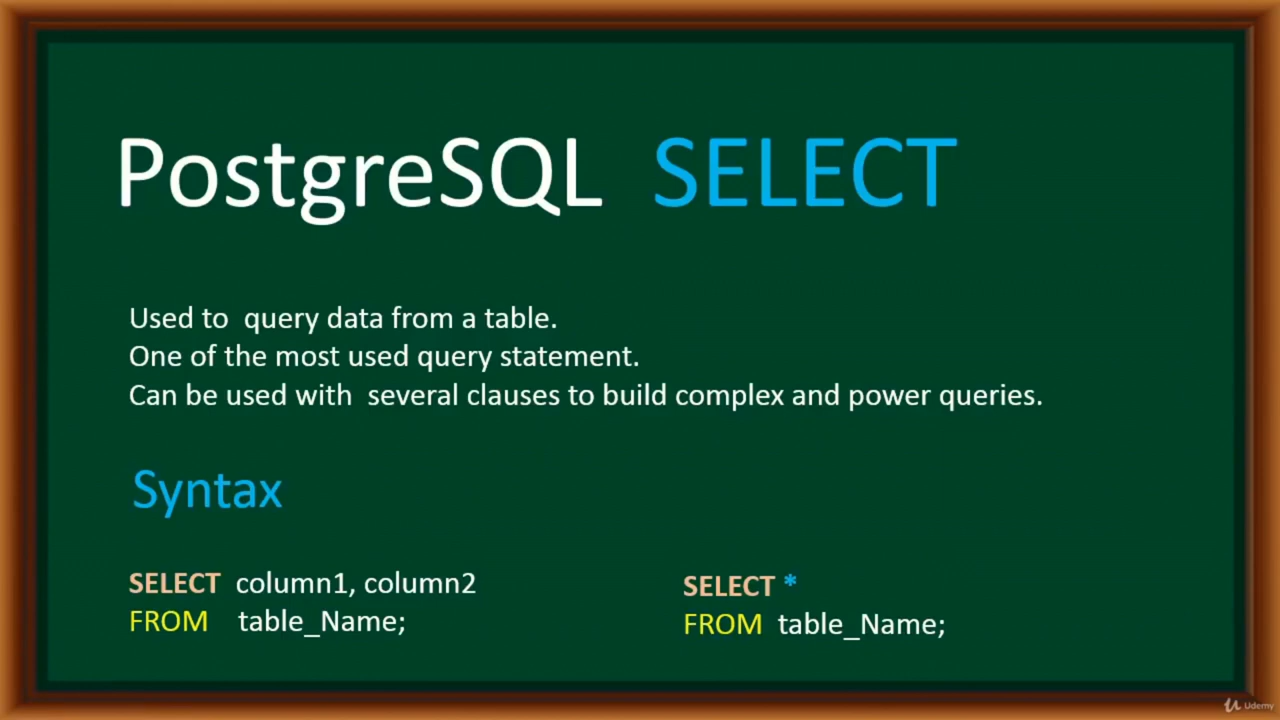 PostgreSQL SELECT
Used to query data from a table.
One of the most used query statement.
Can be used with several clauses to build complex and power queries.
Syntax
SELECT column1, column2
FROM table_Name;
SELECT *
FROM table_Name;
Udemy